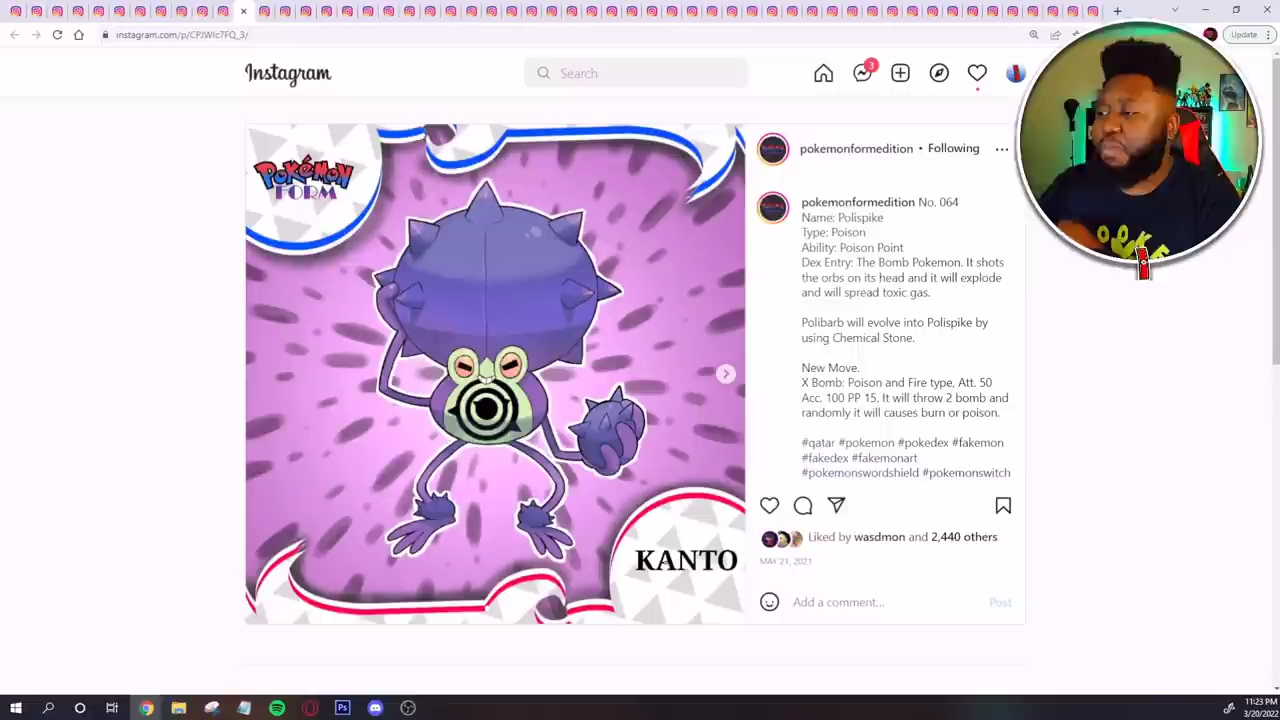 instagram.com/p/CPJWIc7FQ_3/
Update
Instagram
Search
3
POKéMON
FORM
KANTO
pokemonformedition • Following
pokemonformedition No. 064
Name: Polispike
Type: Poison
Ability: Poison Point
Dex Entry: The Bomb Pokemon. It shots
the orbs on its head and it will explode
and will spread toxic gas.
Polibarb will evolve into Polispike by
using Chemical Stone.
New Move.
X Bomb: Poison and Fire type, Att. 50
Acc. 100 PP 15. It will throw 2 bomb and
randomly it will causes burn or poison.
#qatar #pokemon #pokedex #fakemon
#fakedex #fakemonart
#pokemonswordshield #pokemonswitch
Liked by wasdmon and 2,440 others
MAY 21, 2021
Add a comment...
Post
Ps
11:23 PM
3/20/2022